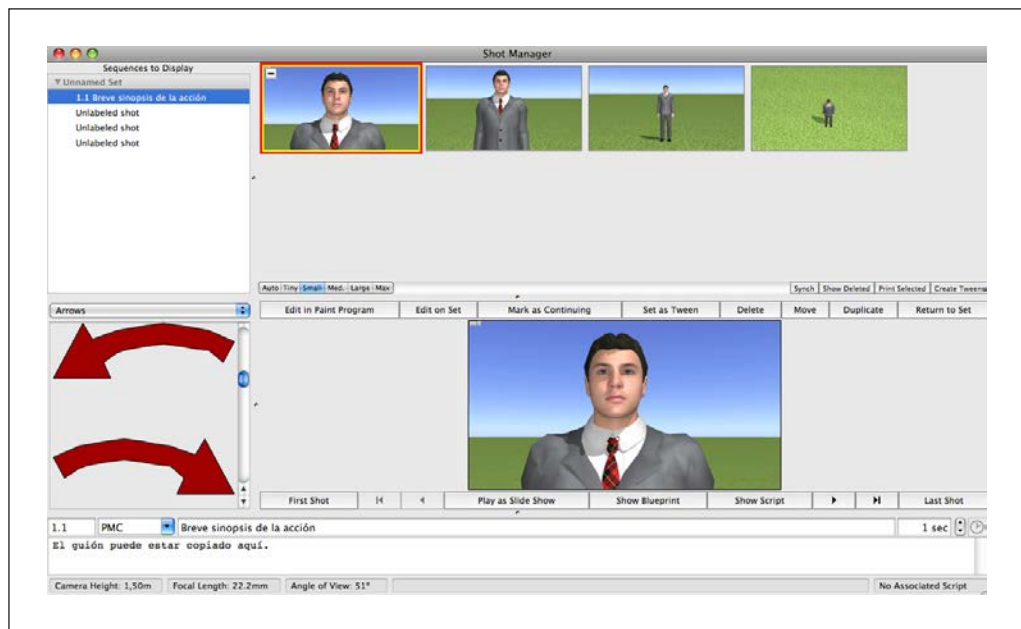 Shot Manager
Sequences to Display
Unnamed Set
1.1 Breve sinopsis de la acción
Unlabeled shot
Unlabeled shot
Unlabeled shot
Auto Tiny Small Med. Large Max
Synch Show Deleted Print Selected Create Tweens
Arrows
Edit in Paint Program Edit on Set Mark as Continuing Set as Tween Delete Move Duplicate Return to Set
First Shot Play as Slide Show Show Blueprint Show Script Last Shot
1.1 PMC Breve sinopsis de la acción 1 sec
El guión puede estar copiado aquí.
Camera Height: 1,50m Focal Length: 22.2mm Angle of View: 51° No Associated Script